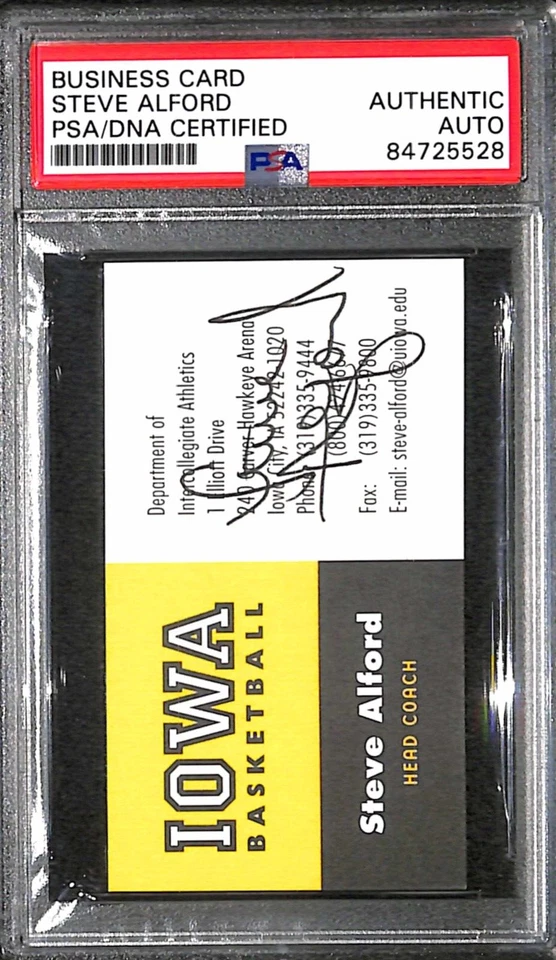 BUSINESS CARD
STEVE ALFORD
PSA/DNA CERTIFIED
AUTHENTIC
AUTO
84725528
PSA
Department of
Intercollegiate Athletics
1 Elliott Drive
240 Carver Hawkeye Arena
Iowa City, IA 52242-1020
Phone: (319)335-9444
(800)
Fax: (319)335-9800
E-mail: steve-alford@uiowa.edu
IOWA
BASKETBALL
Steve Alford
HEAD COACH